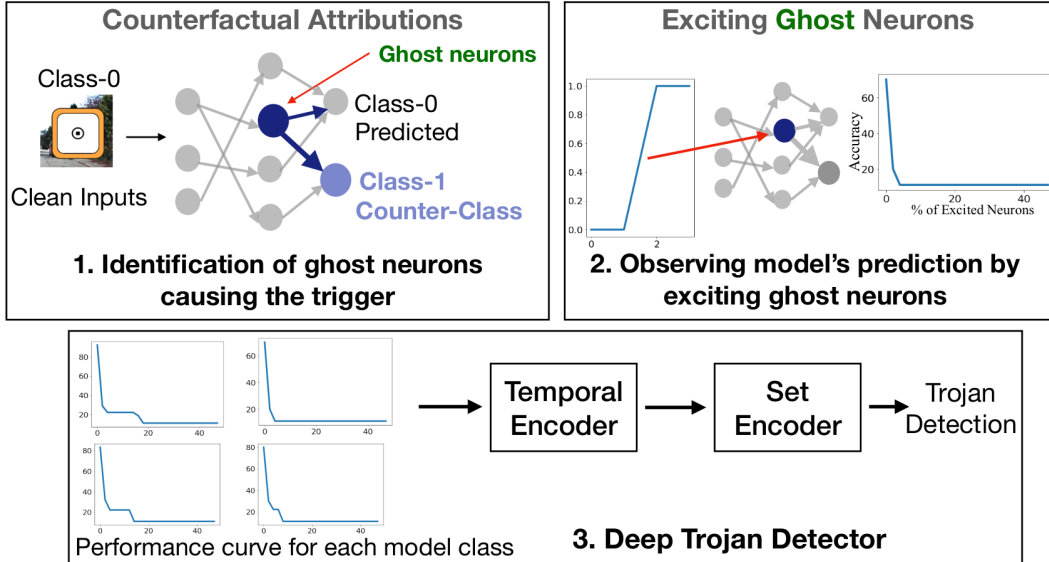 Counterfactual Attributions
Ghost neurons
Class-0
Class-0
Predicted
Clean Inputs
Class-1
Counter-Class
1. Identification of ghost neurons
causing the trigger
Exciting Ghost Neurons
1.0
0.8
0.6
0.4
0.2
0.0
0
2
Accuracy
60
40
20
0
20
40
% of Excited Neurons
2. Observing model's prediction by
exciting ghost neurons
80
60
40
20
0
20
40
60
40
20
0
20
40
80
60
40
20
0
20
40
80
60
40
20
0
20
40
Performance curve for each model class
Temporal
Encoder
Set
Encoder
Trojan
Detection
3. Deep Trojan Detector